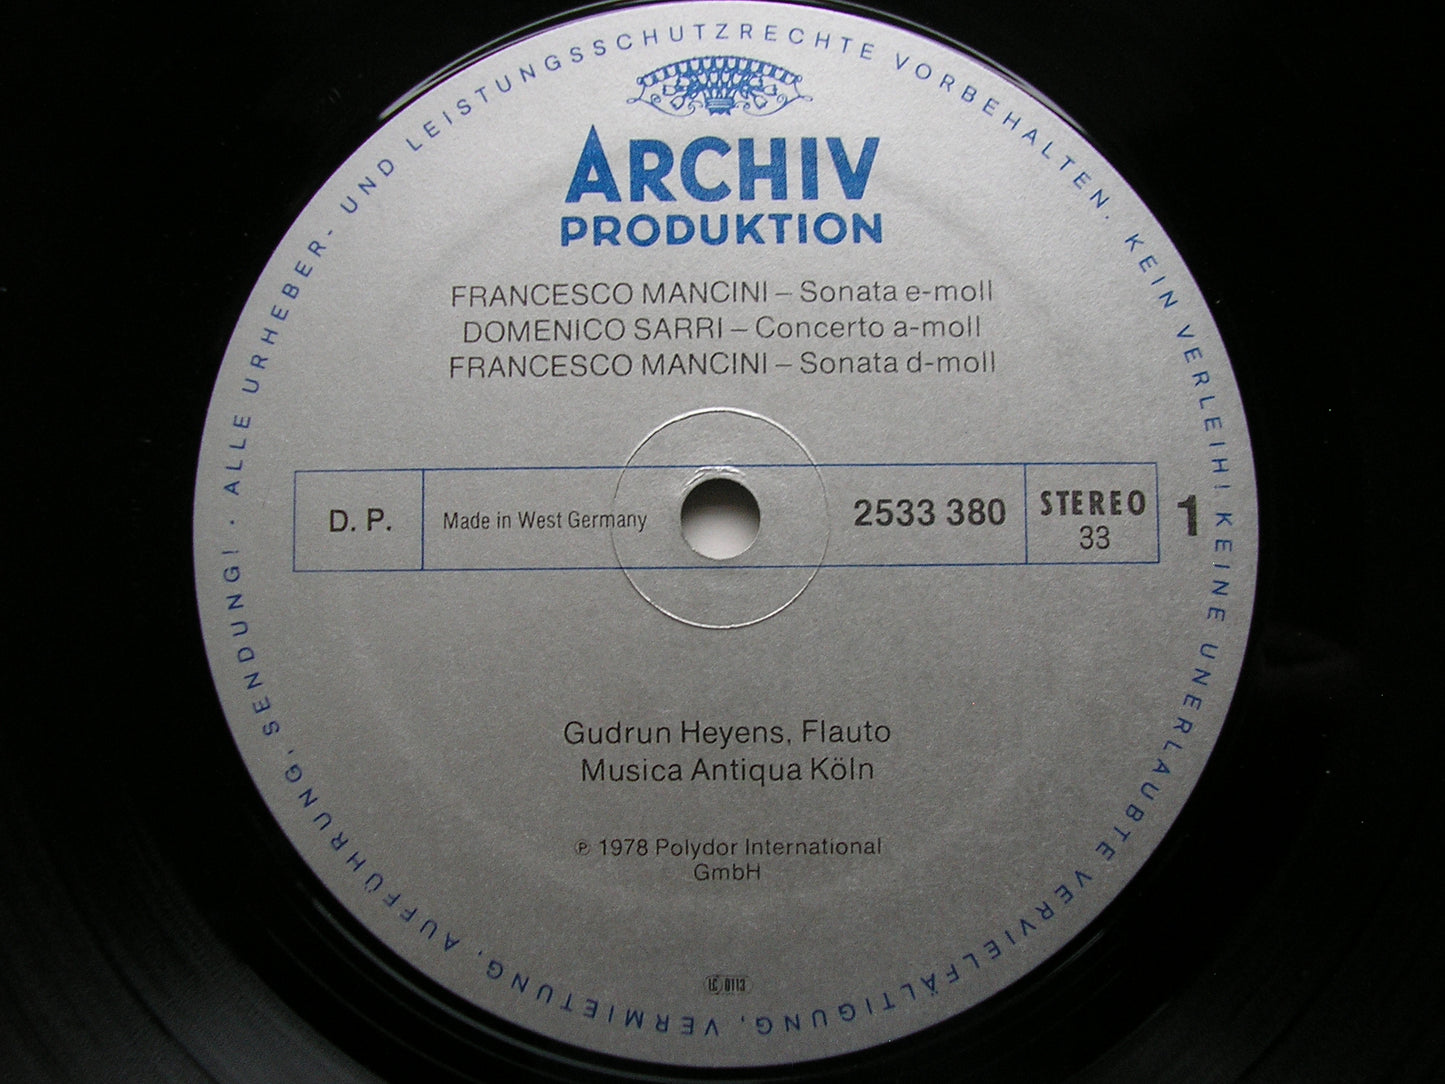 ALLE URHEBER- UND LEISTUNGSSCHUTZRECHTE VORBEHALTEN. KEIN VERLEIH! KEINE UNERLAUBTE VERVIELFÄLTIGUNG, VERMIETUNG, AUFFÜHRUNG, SENDUNG! ·
ARCHIV
PRODUKTION
FRANCESCO MANCINI – Sonata e-moll
DOMENICO SARRI – Concerto a-moll
FRANCESCO MANCINI – Sonata d-moll
D. P.
Made in West Germany
2533 380
STEREO
33
1
Gudrun Heyens, Flauto
Musica Antiqua Köln
℗ 1978 Polydor International
GmbH
LC 0113